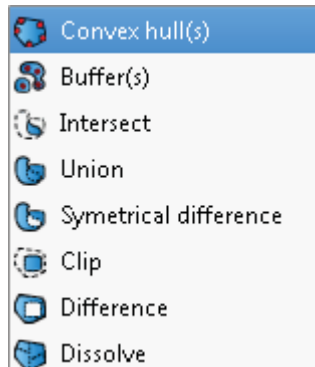 Convex hull(s)
Buffer(s)
Intersect
Union
Symetrical difference
Clip
Difference
Dissolve